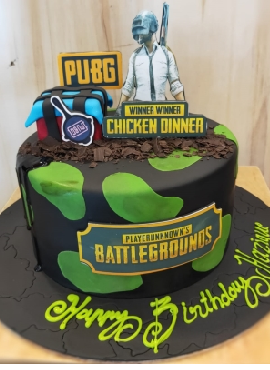 PUBG
WINNER WINNER
CHICKEN DINNER
PLAYERUNKNOWN'S
BATTLEGROUNDS
Happy Birthday